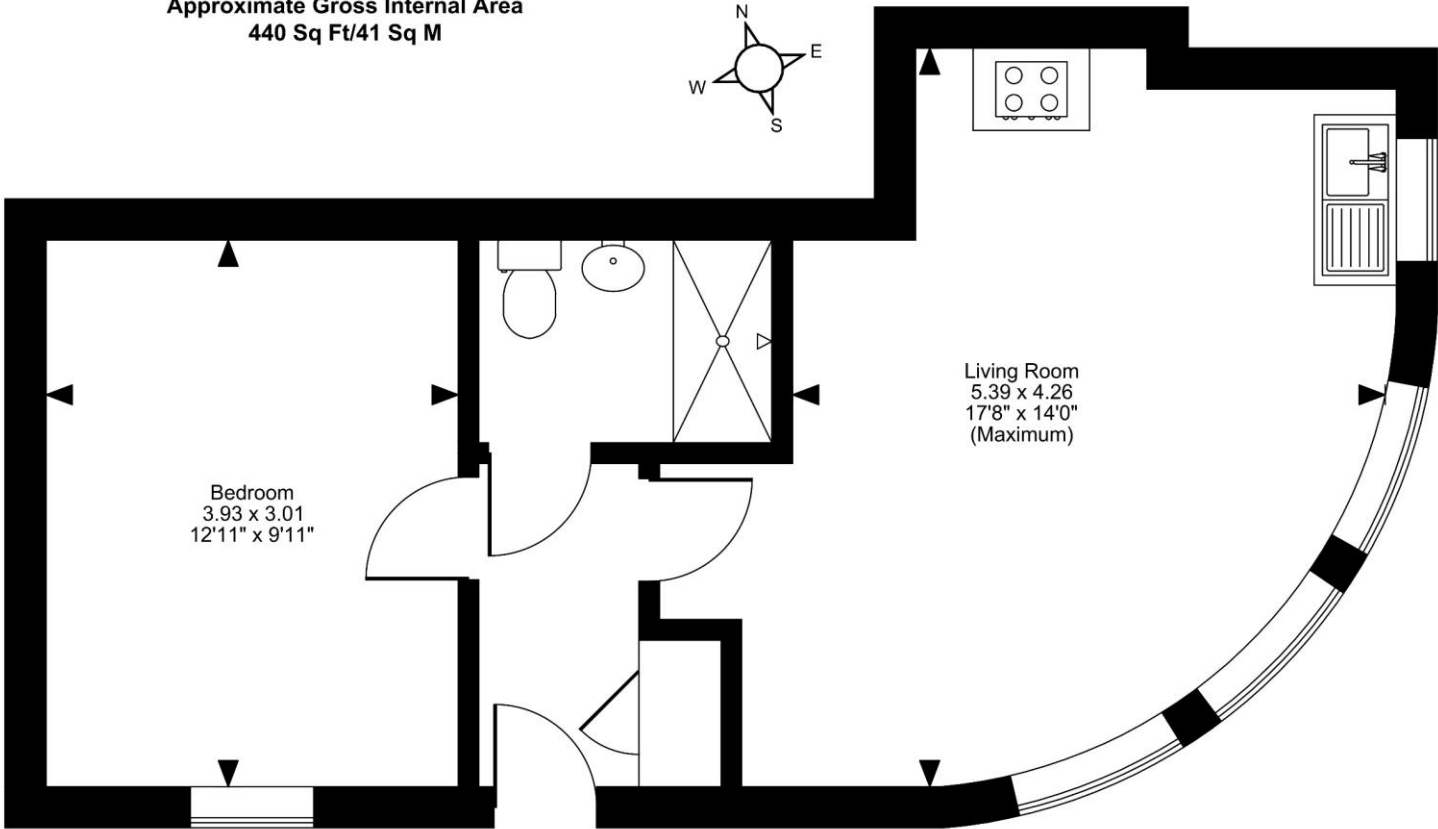 Approximate Gross Internal Area
440 Sq Ft/41 Sq M
N
E
W
S
Living Room
5.39 x 4.26
17'8" x 14'0"
(Maximum)
Bedroom
3.93 x 3.01
12'11" x 9'11"